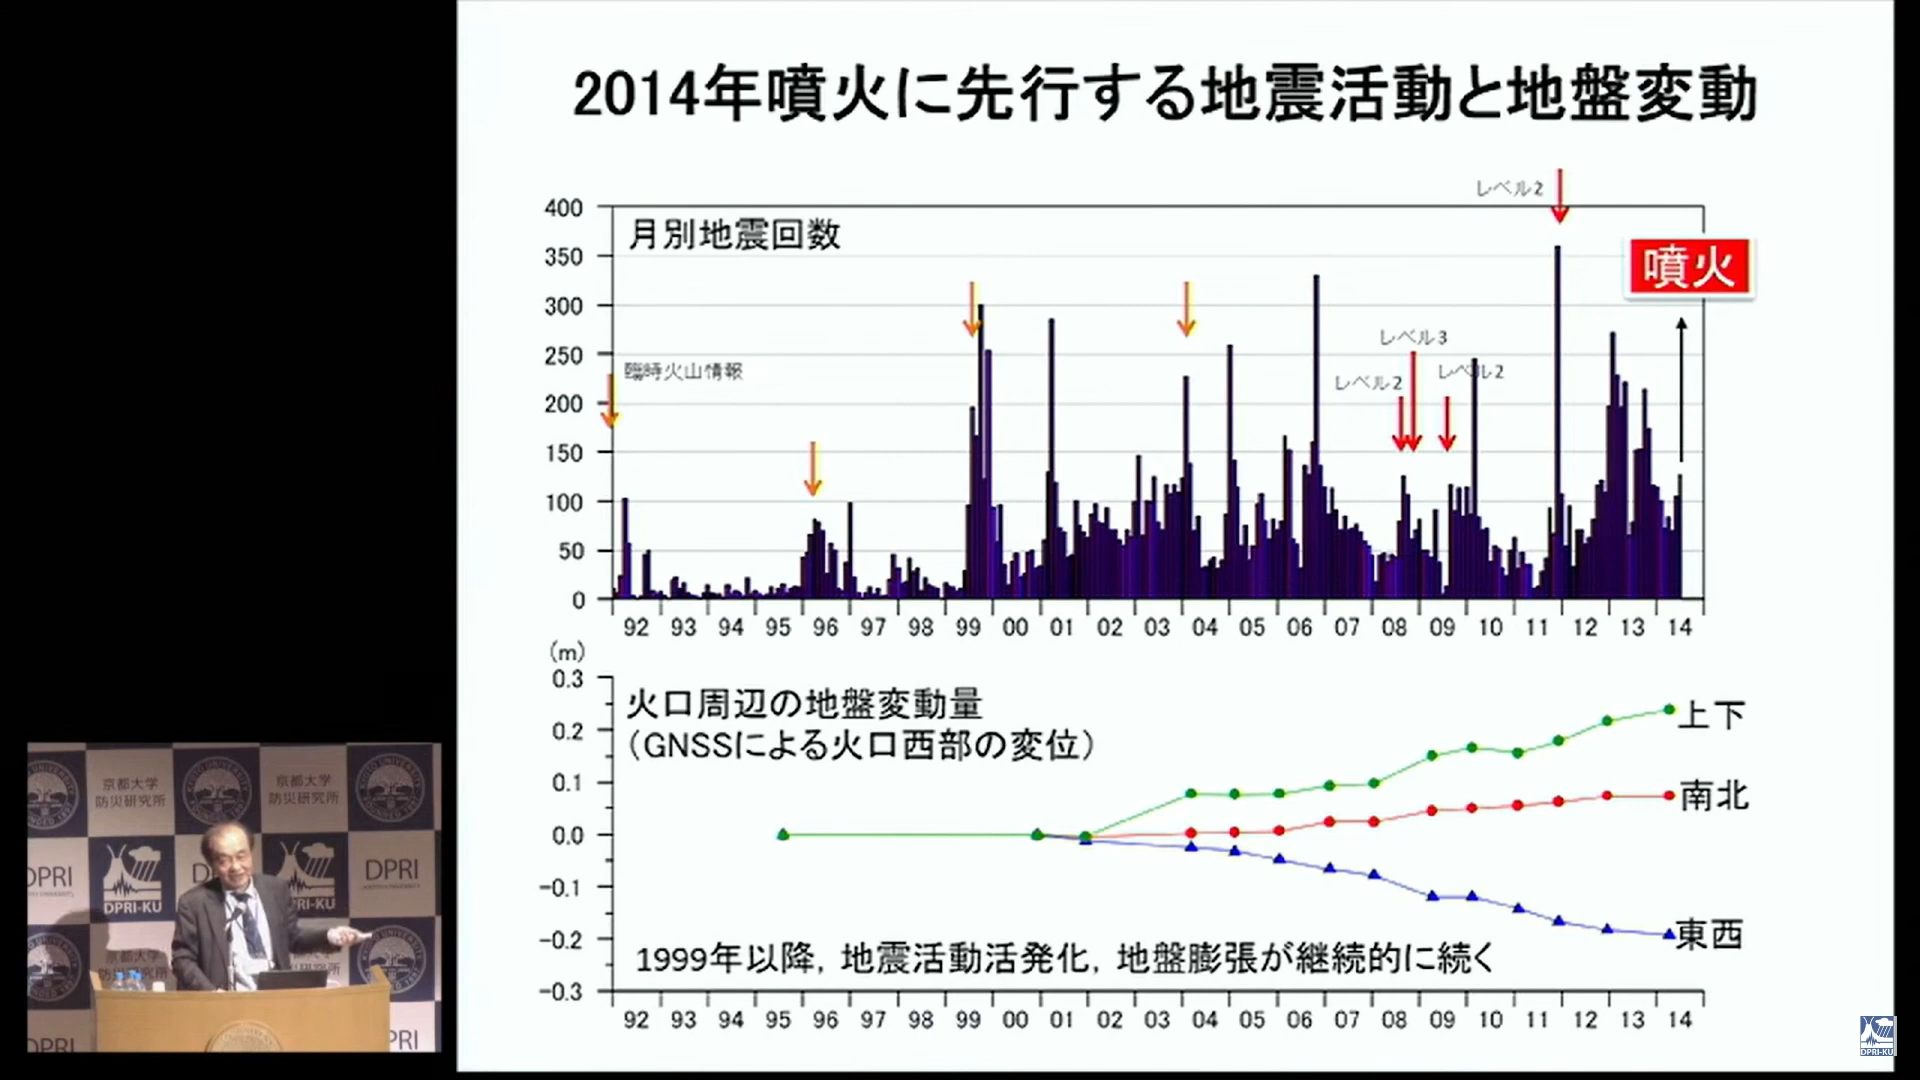 2014年噴火に先行する地震活動と地盤変動
レベル2
400
月別地震回数
350
噴火
300
レベル3
250
臨時火山情報
レベル2
レベル2
200
150
100
50
0
92 93 94 95 96 97 98 99 00 01 02 03 04 05 06 07 08 09 10 11 12 13 14
(m)
0.3
火口周辺の地盤変動量
上下
0.2
（GNSSによる火口西部の変位）
0.1
南北
0.0
-0.1
東西
-0.2
1999年以降，地震活動活発化，地盤膨張が継続的に続く
-0.3
92 93 94 95 96 97 98 99 00 01 02 03 04 05 06 07 08 09 10 11 12 13 14
京都大学
防災研究所
京都大学
防災研究所
DPRI
DPRI
DPRI-KU
DPRI
DPRI-KU